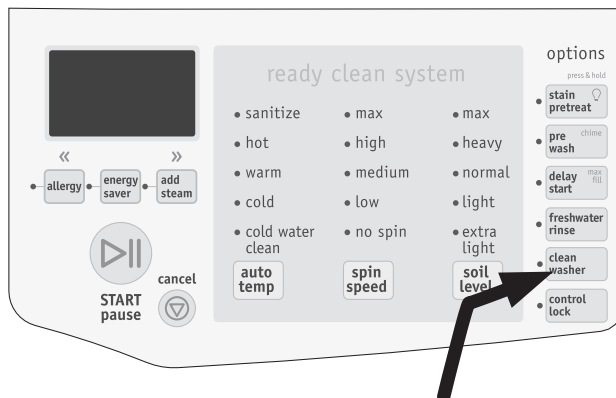 options
ready clean system
press & hold
sanitize
hot
warm
cold
cold water
clean
auto
temp
max
high
medium
low
no spin
spin
speed
max
heavy
normal
light
extra
light
soil
level
allergy
energy
saver
add
steam
START
pause
cancel
stain
pretreat
pre chime
wash
delay max
start fill
freshwater
rinse
clean
washer
control
lock